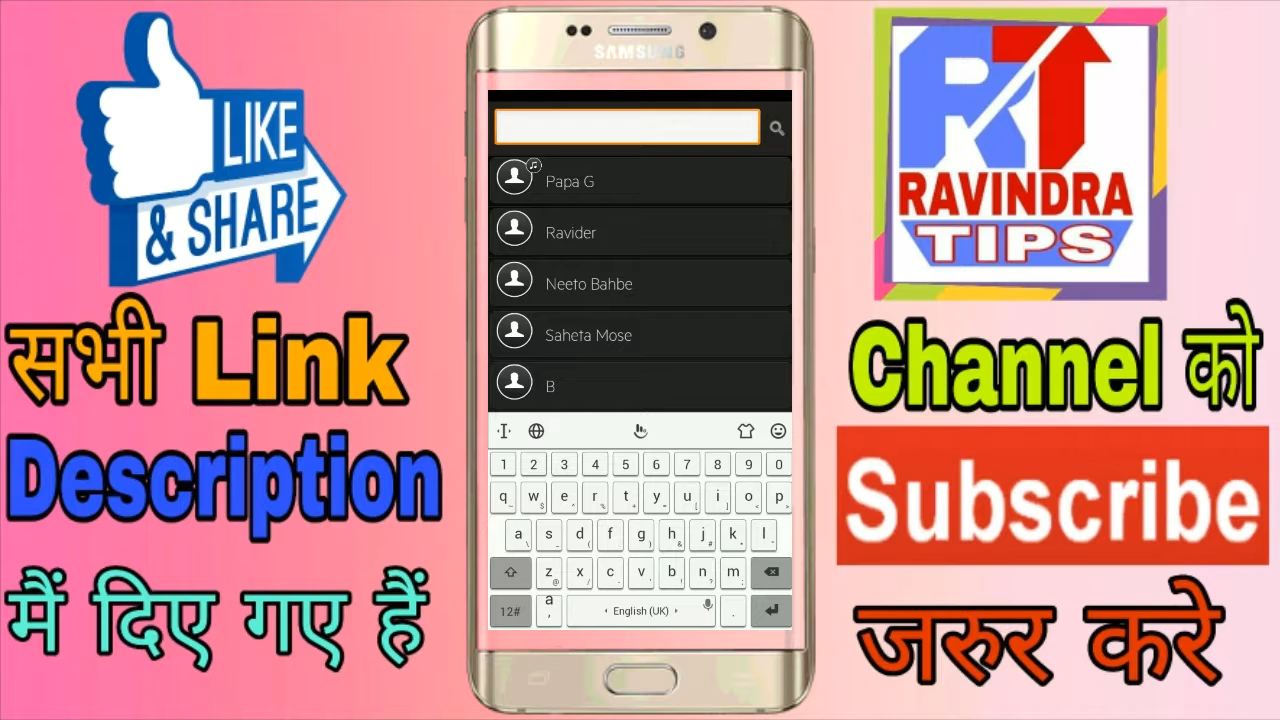 LIKE
& SHARE
सभी Link
Description
मैं दिए गए हैं
SAMSUNG
Papa G
Ravider
Neeto Bahbe
Saheta Mose
B
1 2 3 4 5 6 7 8 9 0
q w e r t y u i o p
a s d f g h j k l
z x c v b n m
12# a , English (UK) .
RT
RAVINDRA
TIPS
Channel को
Subscribe
जरुर करे